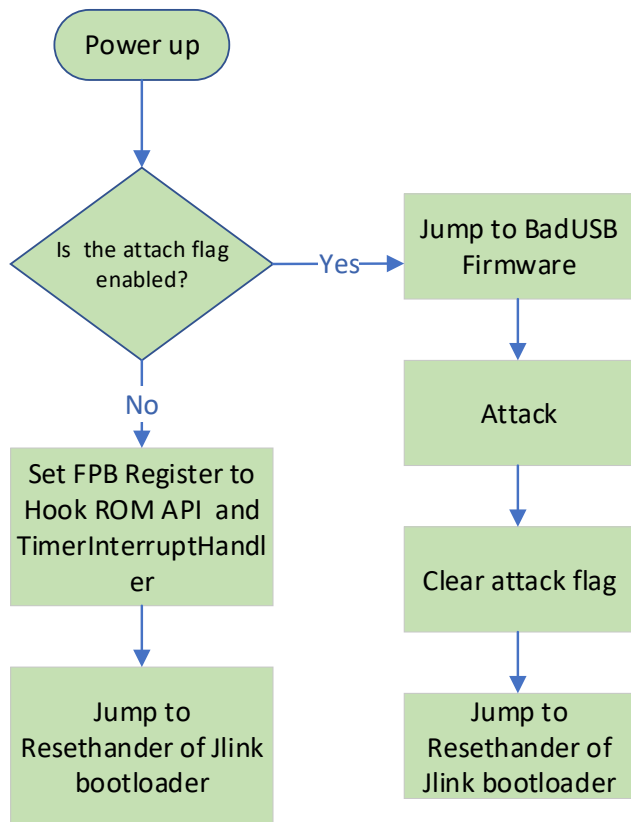 Power up
Is the attach flag
enabled?
Yes
Jump to BadUSB
Firmware
Attack
Clear attack flag
Jump to
Resethander of
Jlink bootloader
No
Set FPB Register to
Hook ROM API and
TimerInterruptHandl
er
Jump to
Resethander of Jlink
bootloader